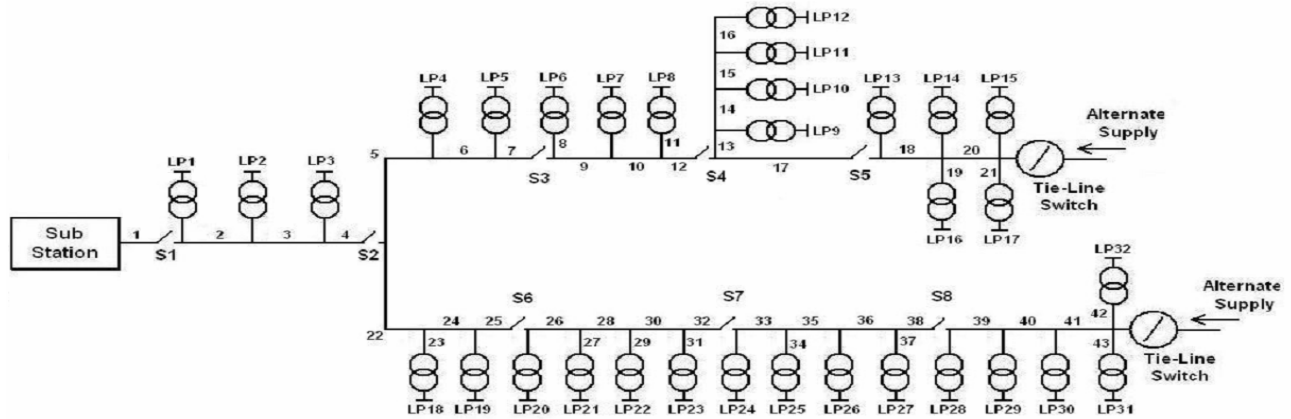 LP12
16
LP11
15
LP10
14
LP9
13
LP4 LP5 LP6 LP7 LP8
LP13 LP14 LP15
Alternate
Supply
5 6 7 8 9 10 11 12 17 18 19 20 21
S3 S4 S5
Tie-Line
Switch
LP16 LP17
LP1 LP2 LP3
Sub
Station
1 2 3 4
S1 S2
LP32
Alternate
Supply
S6 S7 S8
22 23 24 25 26 27 28 29 30 31 32 33 34 35 36 37 38 39 40 41 42 43
Tie-Line
Switch
LP18 LP19 LP20 LP21 LP22 LP23 LP24 LP25 LP26 LP27 LP28 LP29 LP30 LP31